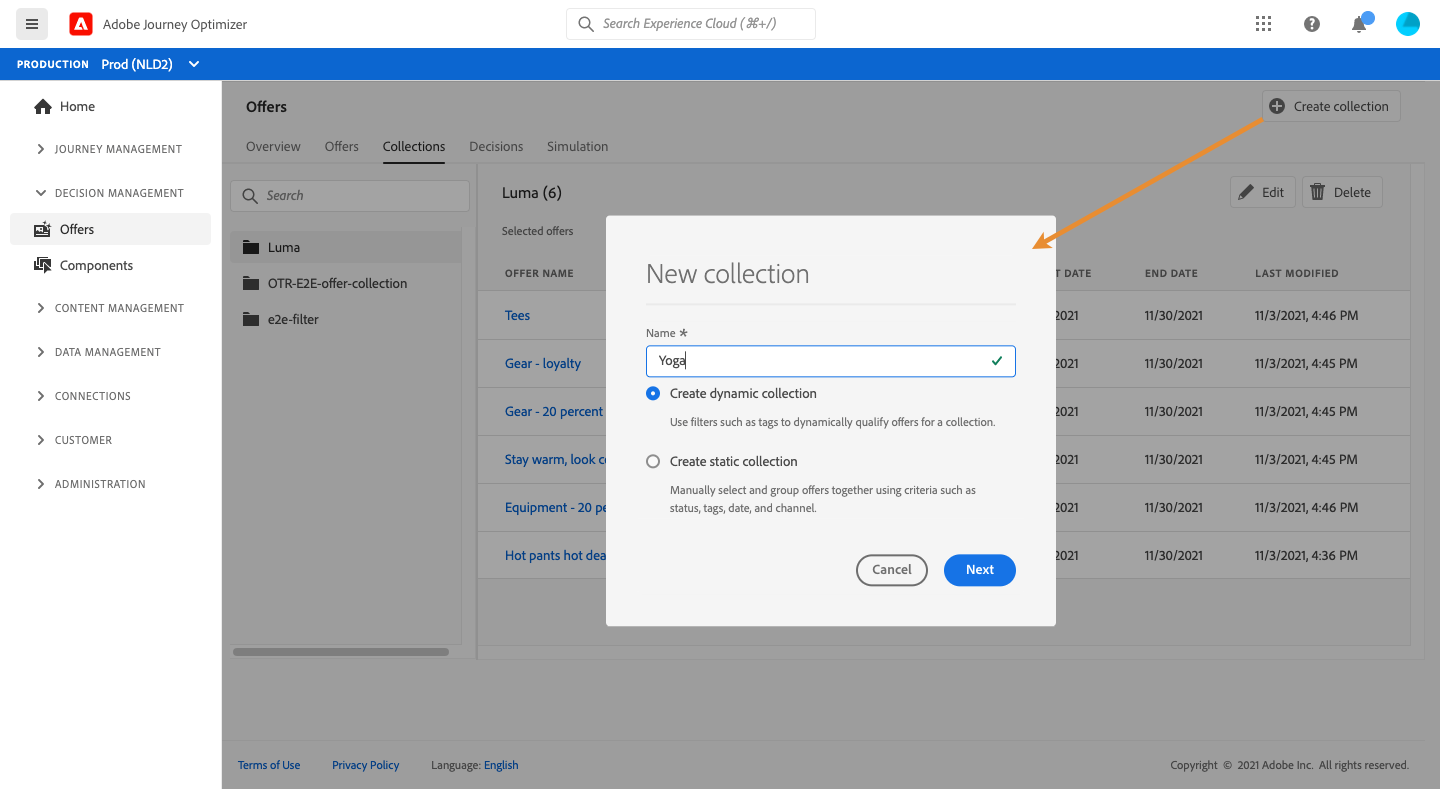 Adobe Journey Optimizer
Search Experience Cloud (⌘+/)
PRODUCTION Prod (NLD2)
Home
JOURNEY MANAGEMENT
DECISION MANAGEMENT
Offers
Components
CONTENT MANAGEMENT
DATA MANAGEMENT
CONNECTIONS
CUSTOMER
ADMINISTRATION
Offers
Create collection
Overview Offers Collections Decisions Simulation
Search
Luma
OTR-E2E-offer-collection
e2e-filter
Luma (6)
Edit Delete
Selected offers
OFFER NAME T DATE END DATE LAST MODIFIED
Tees 2021 11/30/2021 11/3/2021, 4:46 PM
Gear - loyalty 2021 11/30/2021 11/3/2021, 4:45 PM
Gear - 20 percent 2021 11/30/2021 11/3/2021, 4:45 PM
Stay warm, look c 2021 11/30/2021 11/3/2021, 4:45 PM
Equipment - 20 pe 2021 11/30/2021 11/3/2021, 4:46 PM
Hot pants hot dea 2021 11/30/2021 11/3/2021, 4:36 PM
New collection
Name *
Yoga
Create dynamic collection
Use filters such as tags to dynamically qualify offers for a collection.
Create static collection
Manually select and group offers together using criteria such as
status, tags, date, and channel.
Cancel Next
Terms of Use Privacy Policy Language: English
Copyright © 2021 Adobe Inc. All rights reserved.